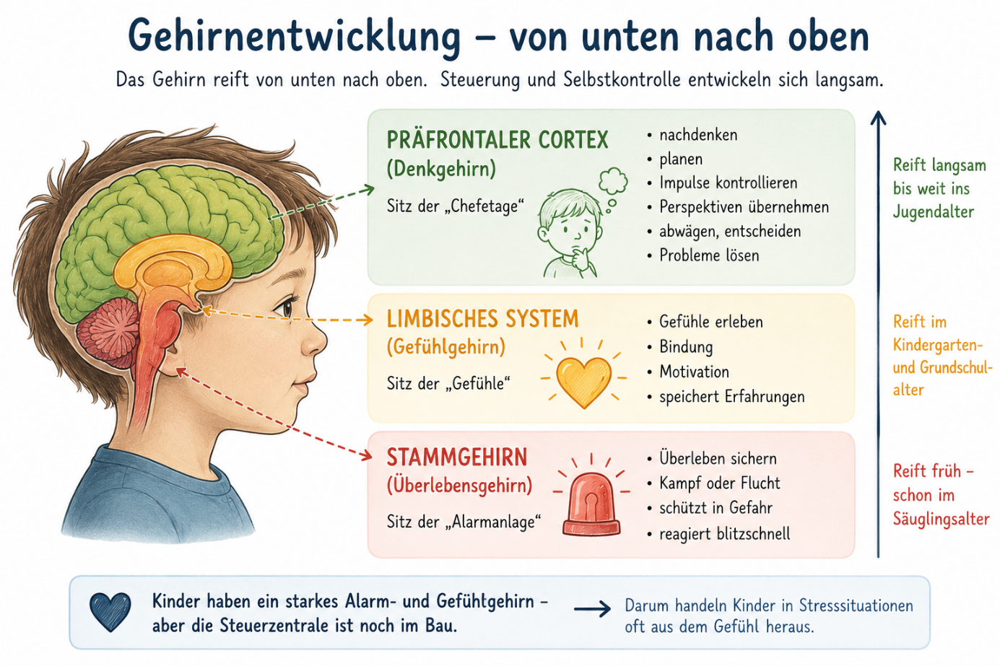 Gehirnentwicklung – von unten nach oben
Das Gehirn reift von unten nach oben. Steuerung und Selbstkontrolle entwickeln sich langsam.
PRÄFRONTALER CORTEX
(Denkgehirn)
Sitz der „Chefetage“
• nachdenken
• planen
• Impulse kontrollieren
• Perspektiven übernehmen
• abwägen, entscheiden
• Probleme lösen
Reift langsam
bis weit ins
Jugendalter
LIMBISCHES SYSTEM
(Gefühlgehirn)
Sitz der „Gefühle“
• Gefühle erleben
• Bindung
• Motivation
• speichert Erfahrungen
Reift im
Kindergarten-
und Grundschul-
alter
STAMMGEHIRN
(Überlebensgehirn)
Sitz der „Alarmanlage“
• Überleben sichern
• Kampf oder Flucht
• schützt in Gefahr
• reagiert blitzschnell
Reift früh –
schon im
Säuglingsalter
Kinder haben ein starkes Alarm- und Gefühlgehirn –
aber die Steuerzentrale ist noch im Bau.
Darum handeln Kinder in Stresssituationen
oft aus dem Gefühl heraus.